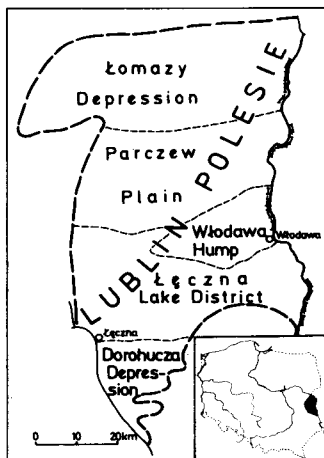 Łomazy
Depression
LUBLIN POLESIE
Parczew
Plain
Włodawa
Hump
Włodawa
Łęczna
Lake District
Łęczna
Dorohucza
Depres-
sion
0 10 20km